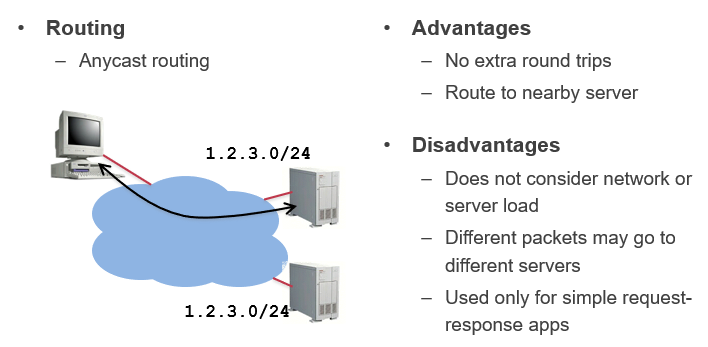 • Routing
– Anycast routing
1.2.3.0/24
1.2.3.0/24
• Advantages
– No extra round trips
– Route to nearby server
• Disadvantages
– Does not consider network or
server load
– Different packets may go to
different servers
– Used only for simple request-
response apps